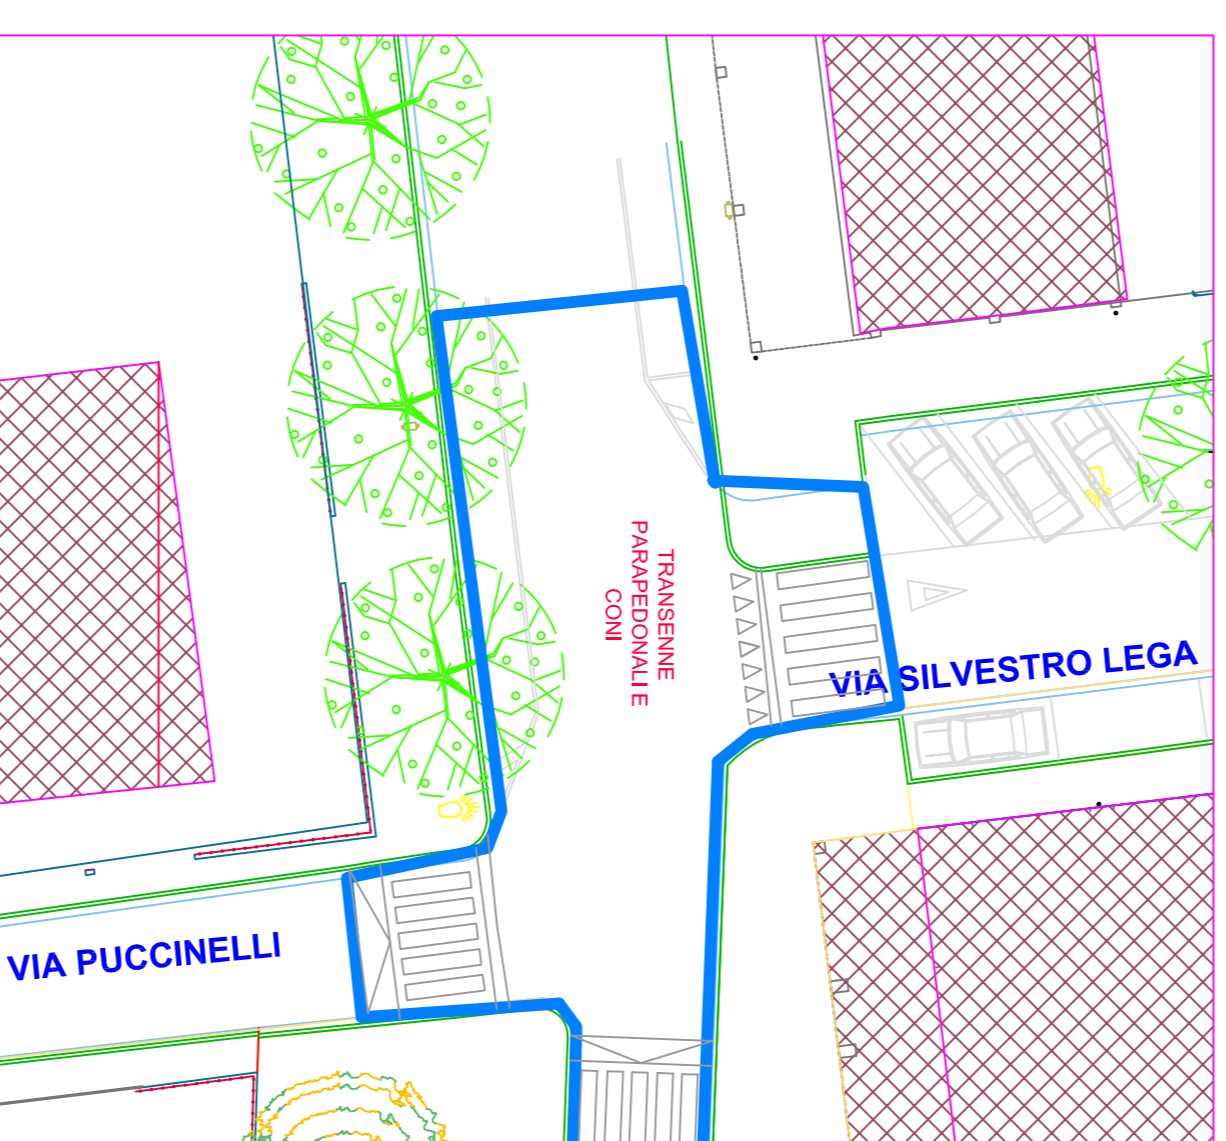 TRANSENNE
PARAPEDONALI E
CONI
VIA SILVESTRO LEGA
VIA PUCCINELLI